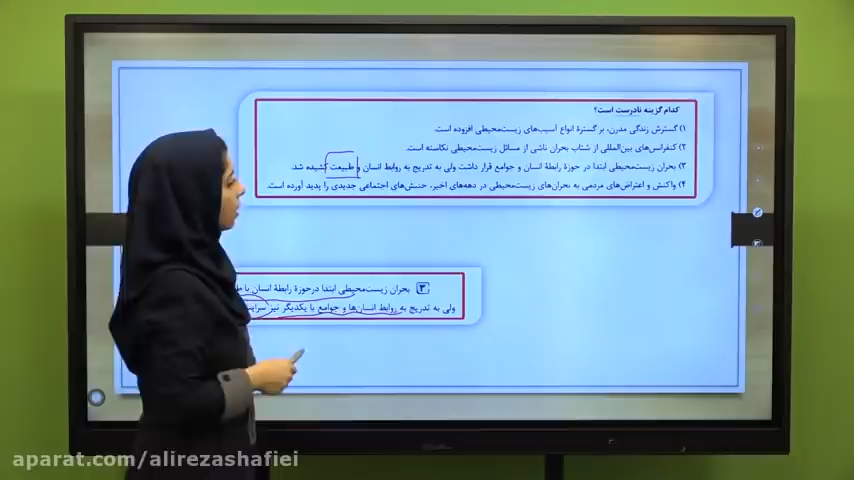 کدام گزینه نادرست است؟
۱) گسترش زندگی مدرن، بر گسترهٔ انواع آسیب‌های زیست‌محیطی افزوده است.
۲) کنفرانس‌های بین‌المللی از شتاب بحران ناشی از مسائل زیست‌محیطی نکاسته است.
۳) بحران زیست‌محیطی ابتدا در حوزهٔ رابطهٔ انسان و جوامع قرار داشت ولی به تدریج به روابط انسان و طبیعت کشیده شد.
۴) واکنش و اعتراض‌های مردمی به بحران‌های زیست‌محیطی در دهه‌های اخیر، جنبش‌های اجتماعی جدیدی را پدید آورده است.
۳ بحران زیست‌محیطی ابتدا درحوزهٔ رابطهٔ انسان با
ولی به تدریج به روابط انسان‌ها و جوامع با یکدیگر نیز
aparat.com/alirezashafiei